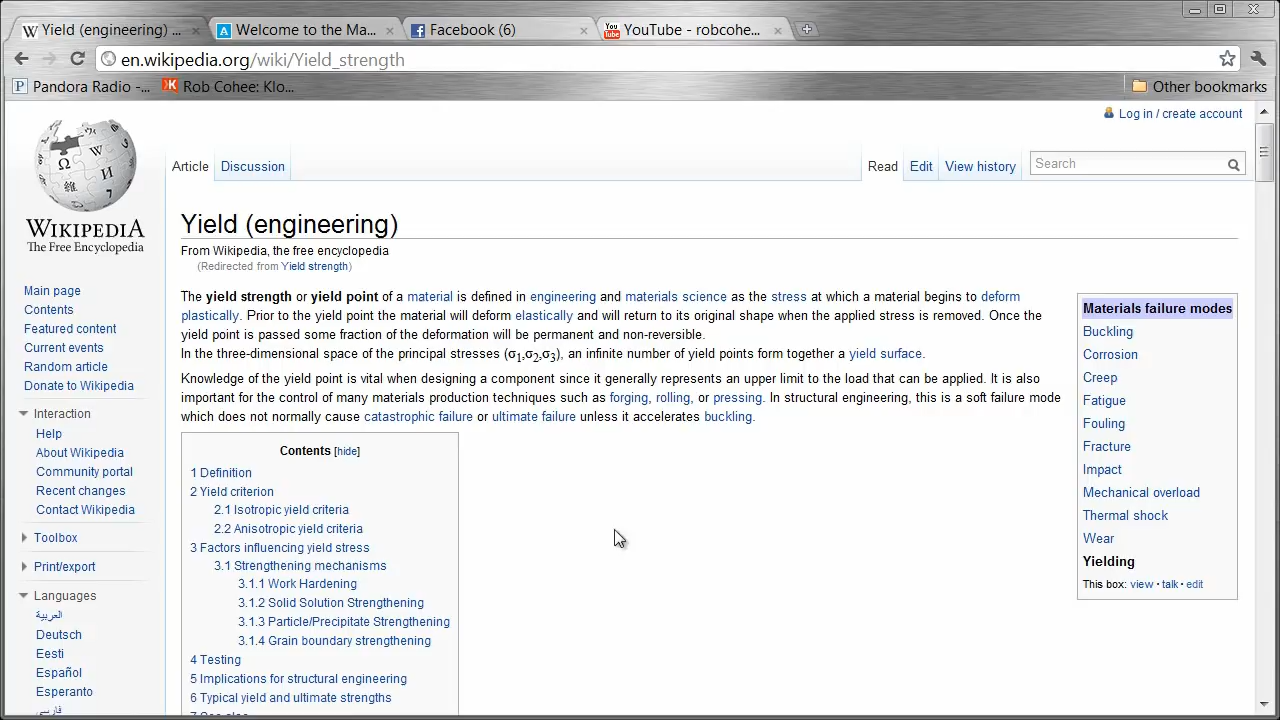 Yield (engineering) ...
Welcome to the Ma...
Facebook (6)
YouTube - robcohe...
en.wikipedia.org/wiki/Yield_strength
Pandora Radio -...
Rob Cohee: Klo...
Other bookmarks
Log in / create account
Article
Discussion
Read
Edit
View history
Search
WIKIPEDIA
The Free Encyclopedia
Main page
Contents
Featured content
Current events
Random article
Donate to Wikipedia
Interaction
Help
About Wikipedia
Community portal
Recent changes
Contact Wikipedia
Toolbox
Print/export
Languages
العربية
Deutsch
Eesti
Español
Esperanto
فارسی
Yield (engineering)
From Wikipedia, the free encyclopedia
(Redirected from Yield strength)
The yield strength or yield point of a material is defined in engineering and materials science as the stress at which a material begins to deform
plastically. Prior to the yield point the material will deform elastically and will return to its original shape when the applied stress is removed. Once the
yield point is passed some fraction of the deformation will be permanent and non-reversible.
In the three-dimensional space of the principal stresses (σ1,σ2,σ3), an infinite number of yield points form together a yield surface.
Knowledge of the yield point is vital when designing a component since it generally represents an upper limit to the load that can be applied. It is also
important for the control of many materials production techniques such as forging, rolling, or pressing. In structural engineering, this is a soft failure mode
which does not normally cause catastrophic failure or ultimate failure unless it accelerates buckling.
Contents [hide]
1 Definition
2 Yield criterion
2.1 Isotropic yield criteria
2.2 Anisotropic yield criteria
3 Factors influencing yield stress
3.1 Strengthening mechanisms
3.1.1 Work Hardening
3.1.2 Solid Solution Strengthening
3.1.3 Particle/Precipitate Strengthening
3.1.4 Grain boundary strengthening
4 Testing
5 Implications for structural engineering
6 Typical yield and ultimate strengths
7 See also
Materials failure modes
Buckling
Corrosion
Creep
Fatigue
Fouling
Fracture
Impact
Mechanical overload
Thermal shock
Wear
Yielding
This box: view · talk · edit